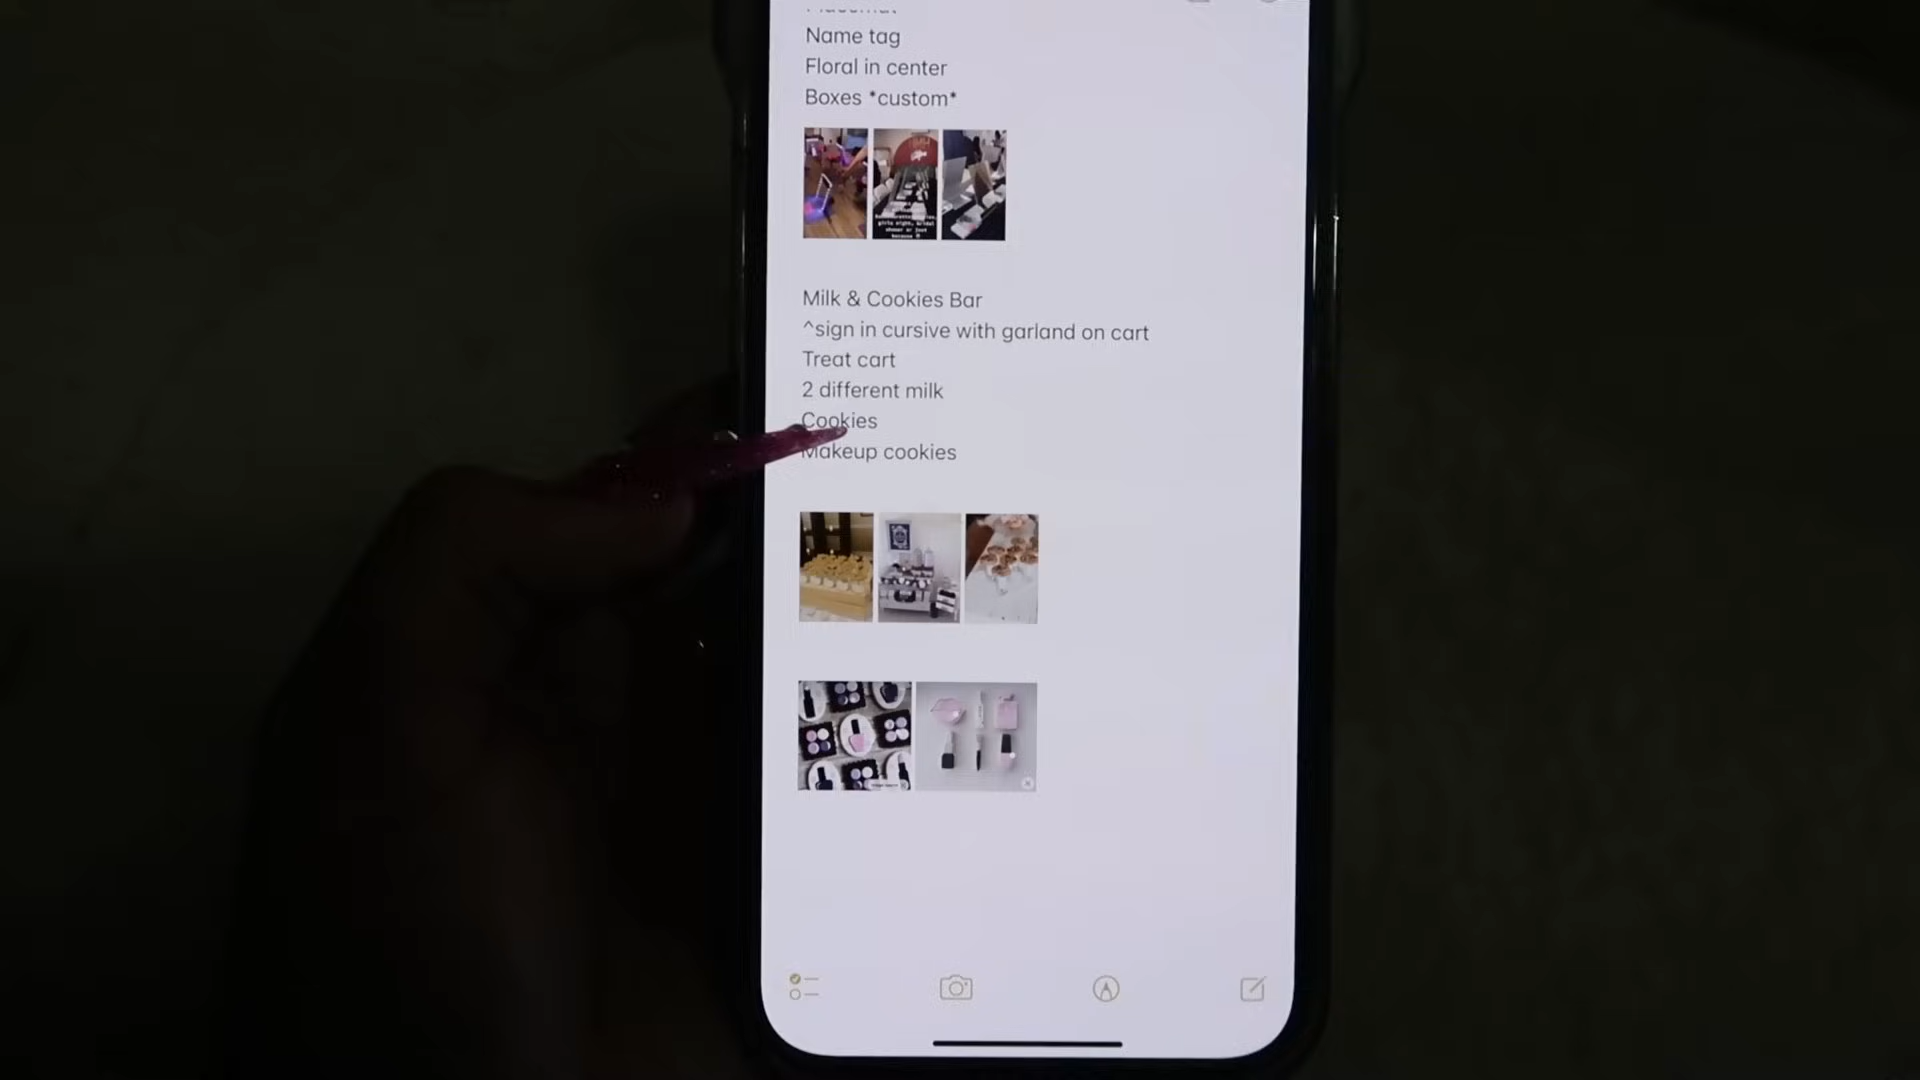 Name tag
Floral in center
Boxes *custom*
Milk & Cookies Bar
^sign in cursive with garland on cart
Treat cart
2 different milk
Cookies
Makeup cookies